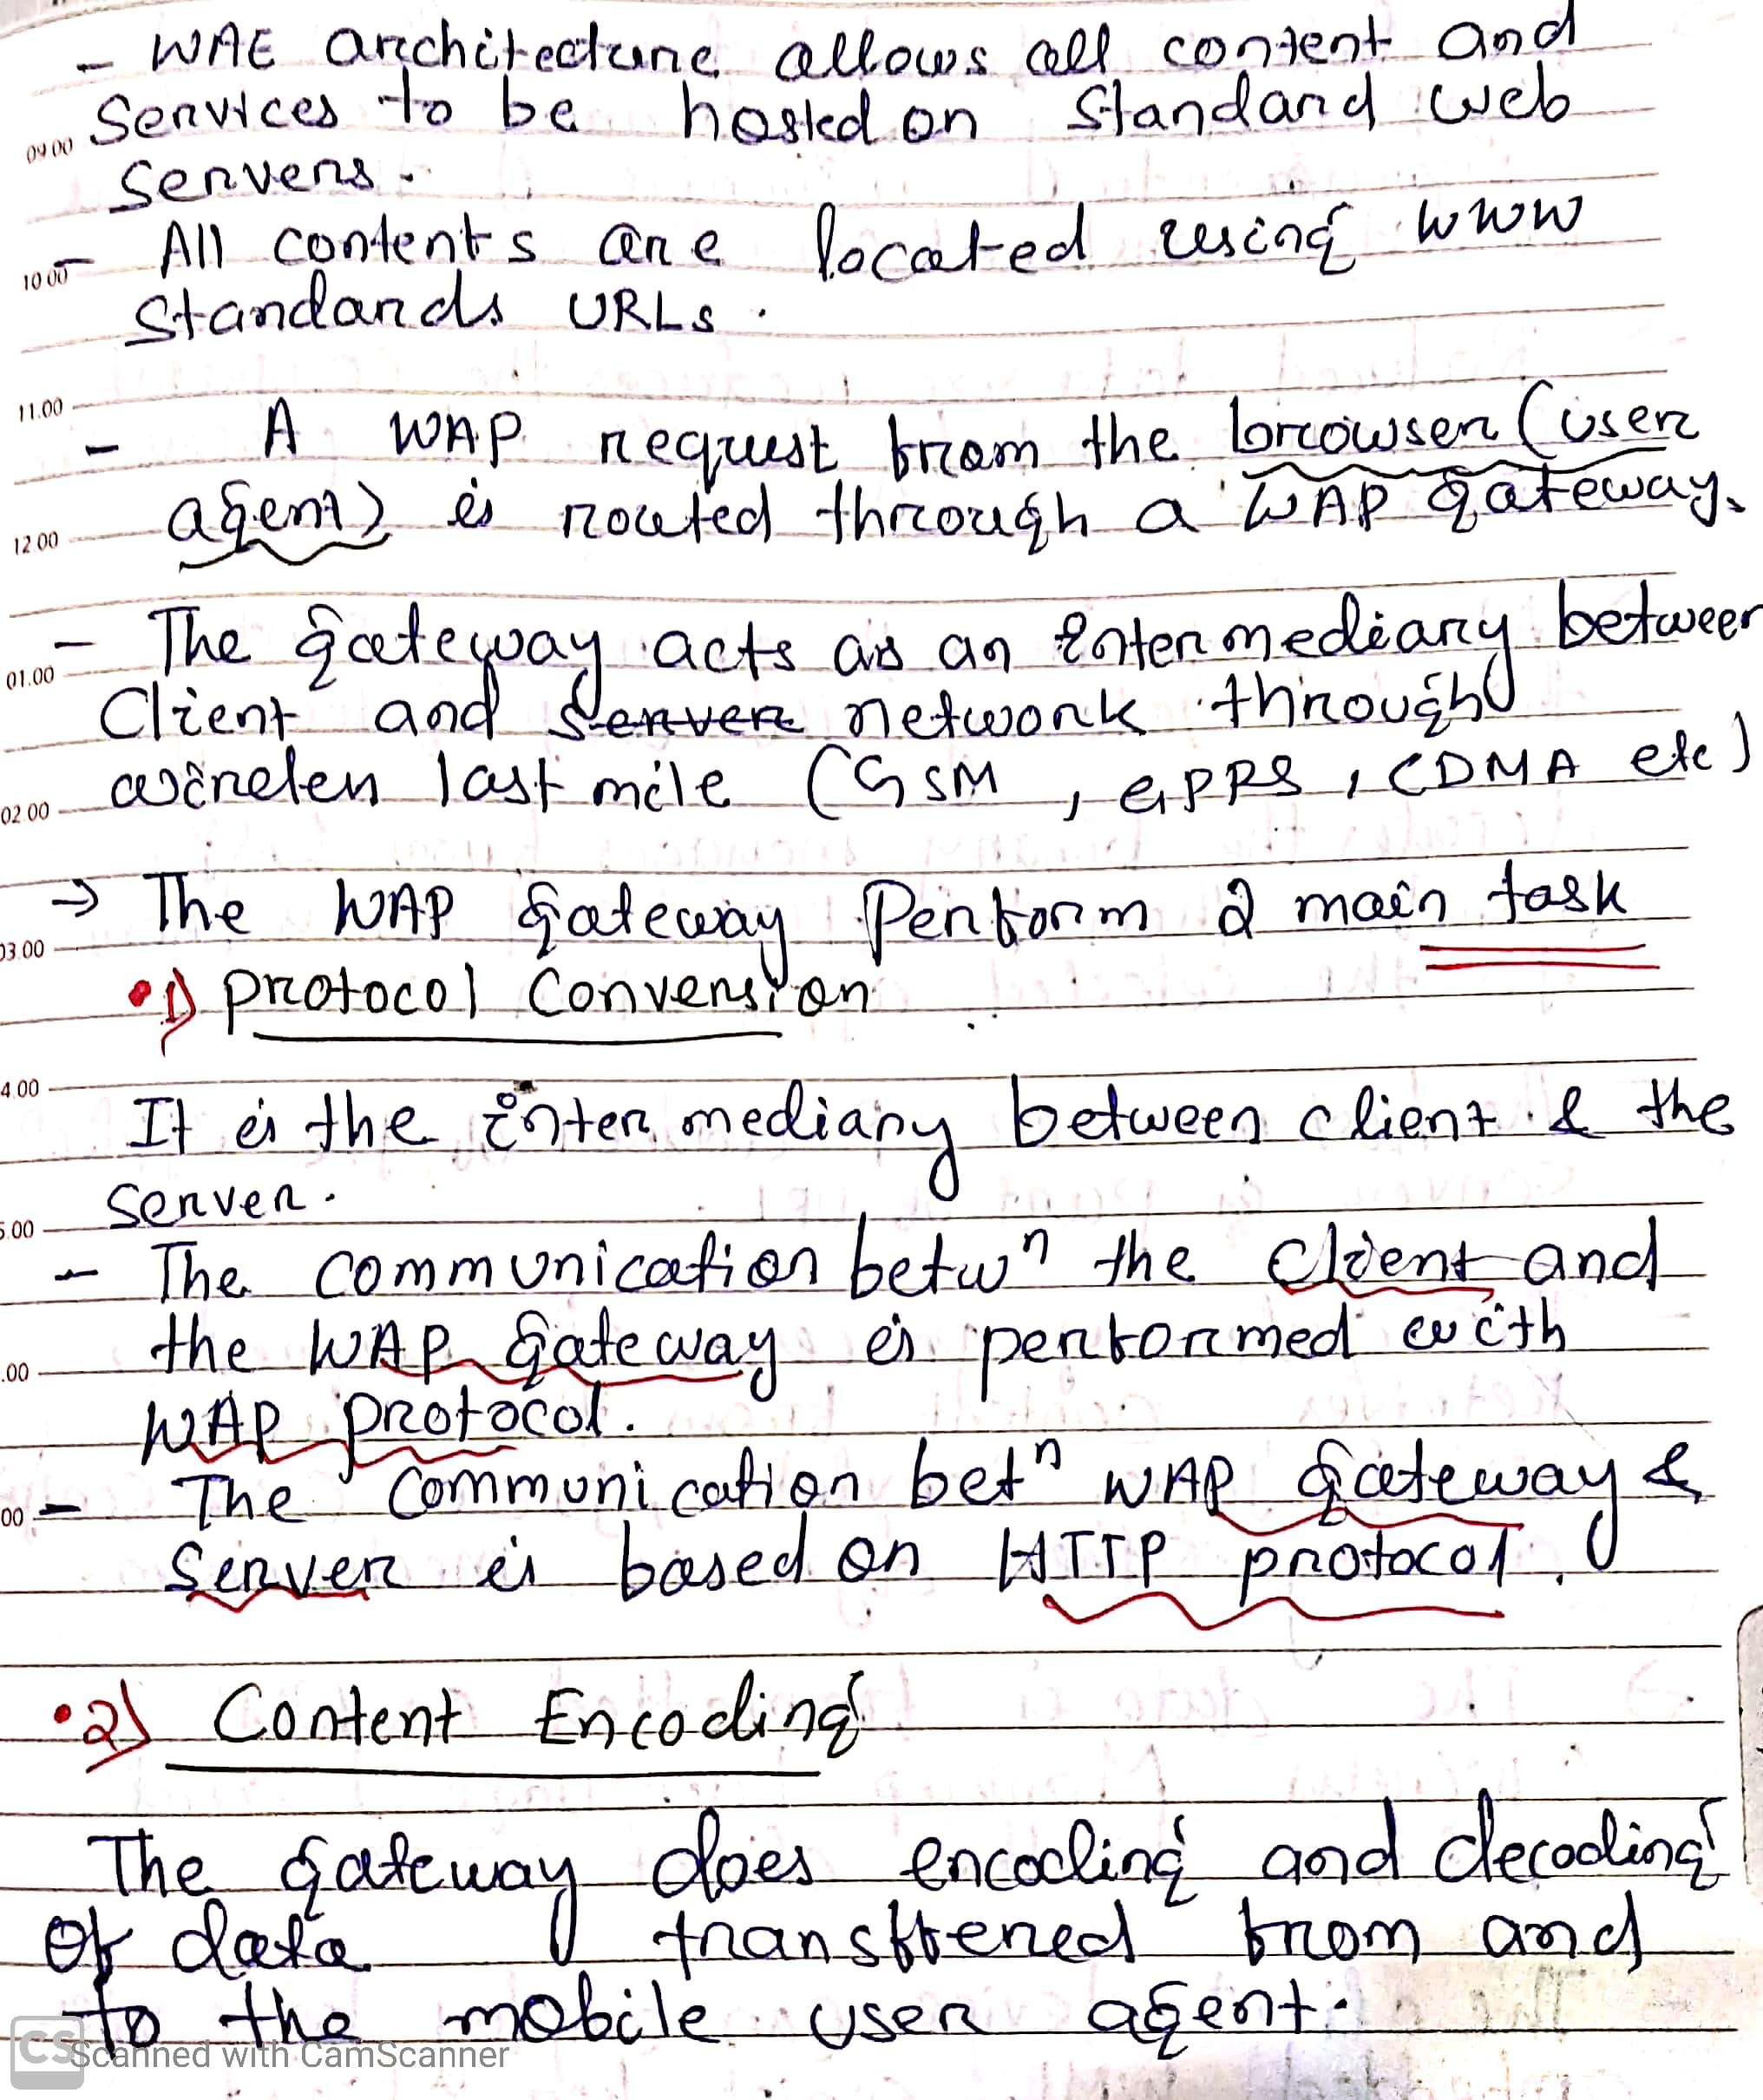 - WAE architecture allows all content and
Services to be hosted on Standard web
09 00
Servers.
- All contents are located using WWW
10 00
Standards URLs.
11.00
- A WAP request from the browser (user
agent) is routed through a WAP gateway.
12 00
- The gateway acts as an intermediary between
01.00
Client and server network through
wireless last mile (GSM, GPRS, CDMA etc)
02 00
→ The WAP gateway Perform 2 main task
03 00
•1) Protocol Conversion
4 00
It is the intermediary between client & the
Server.
5 00
- The communication betwⁿ the Client and
the WAP gateway is performed with
.00
WAP protocol.
- The communication betⁿ WAP gateway &
00
Server is based on HTTP protocol.
•2) Content Encoding
The gateway does encoding and decoding
Of data transffered from and
to the mobile user agent.
CS Scanned with CamScanner